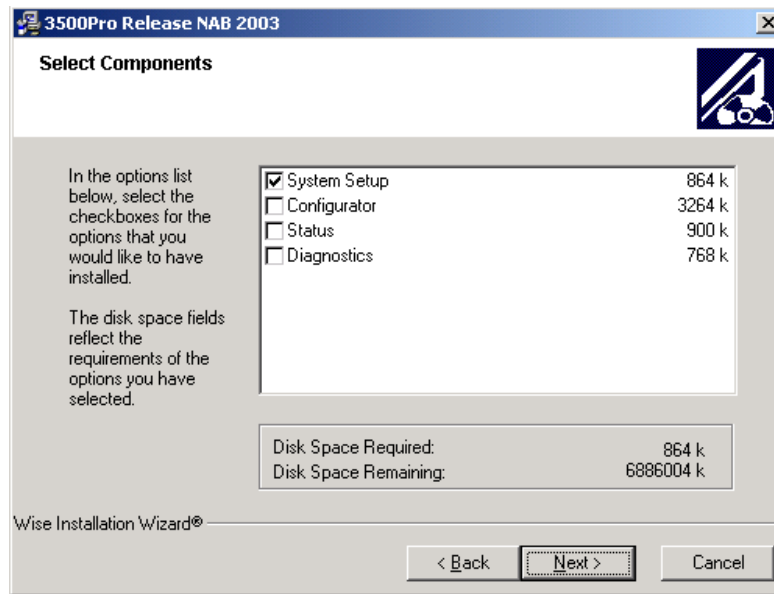 3500Pro Release NAB 2003
Select Components
In the options list
below, select the
checkboxes for the
options that you
would like to have
installed.
The disk space fields
reflect the
requirements of the
options you have
selected.
System Setup 864 k
Configurator 3264 k
Status 900 k
Diagnostics 768 k
Disk Space Required: 864 k
Disk Space Remaining: 6886004 k
Wise Installation Wizard®
< Back Next > Cancel